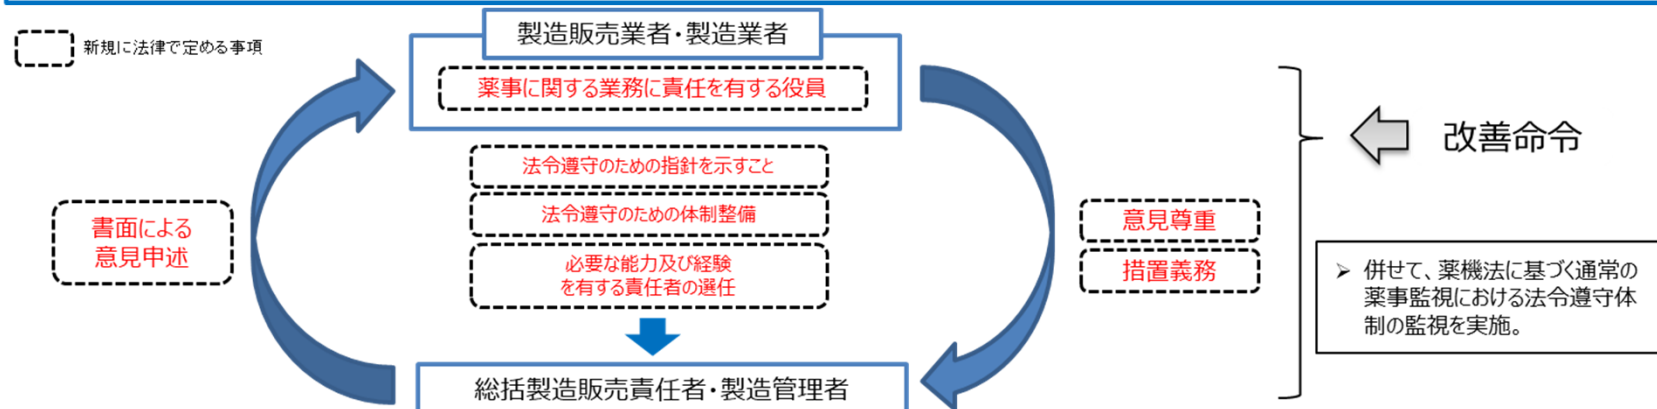 新規に法律で定める事項
製造販売業者・製造業者
薬事に関する業務に責任を有する役員
法令遵守のための指針を示すこと
法令遵守のための体制整備
必要な能力及び経験
を有する責任者の選任
書面による
意見申述
意見尊重
措置義務
総括製造販売責任者・製造管理者
改善命令
➢ 併せて、薬機法に基づく通常の
薬事監視における法令遵守体
制の監視を実施。